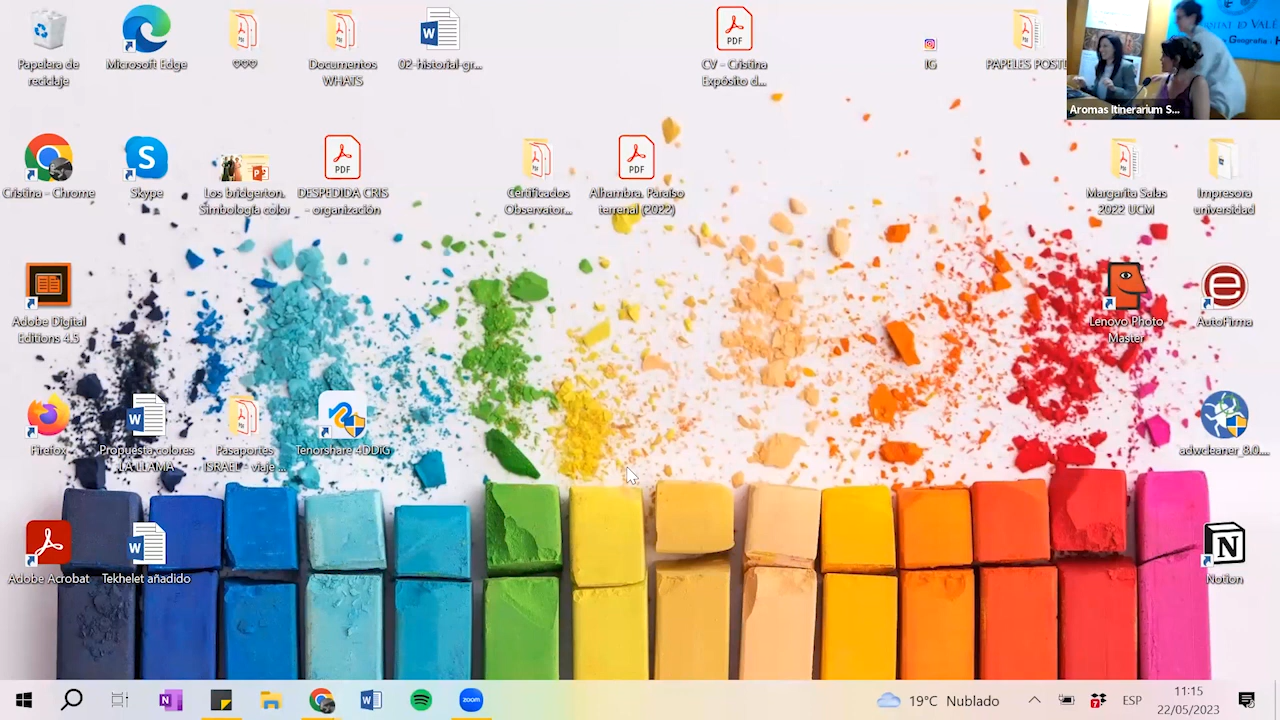 Papelera de
reciclaje
Microsoft Edge
♡♡♡
Documentos
WHATS
02-historial-gr...
PDF
CV - Cristina
Expósito d...
IG
PAPELES POSTD
Aromas Itinerarium S...
Cristina - Chrome
Skype
Los bridgerton.
Simbología color
PDF
DESPEDIDA CRIS
- organización
Certificados
Observator...
PDF
Alhambra. Paraíso
terrenal (2022)
Margarita Salas
2022 UCM
Impresora
universidad
Adobe Digital
Editions 4.5
Lenovo Photo
Master
AutoFirma
Firefox
Propuesta colores
LA LLAMA
Pasaportes
ISRAEL - viaje ...
Tenorshare 4DDiG
adwcleaner_8.0....
Adobe Acrobat
Tekhelet añadido
Notion
zoom
19°C Nublado
ESP
11:15
22/05/2023